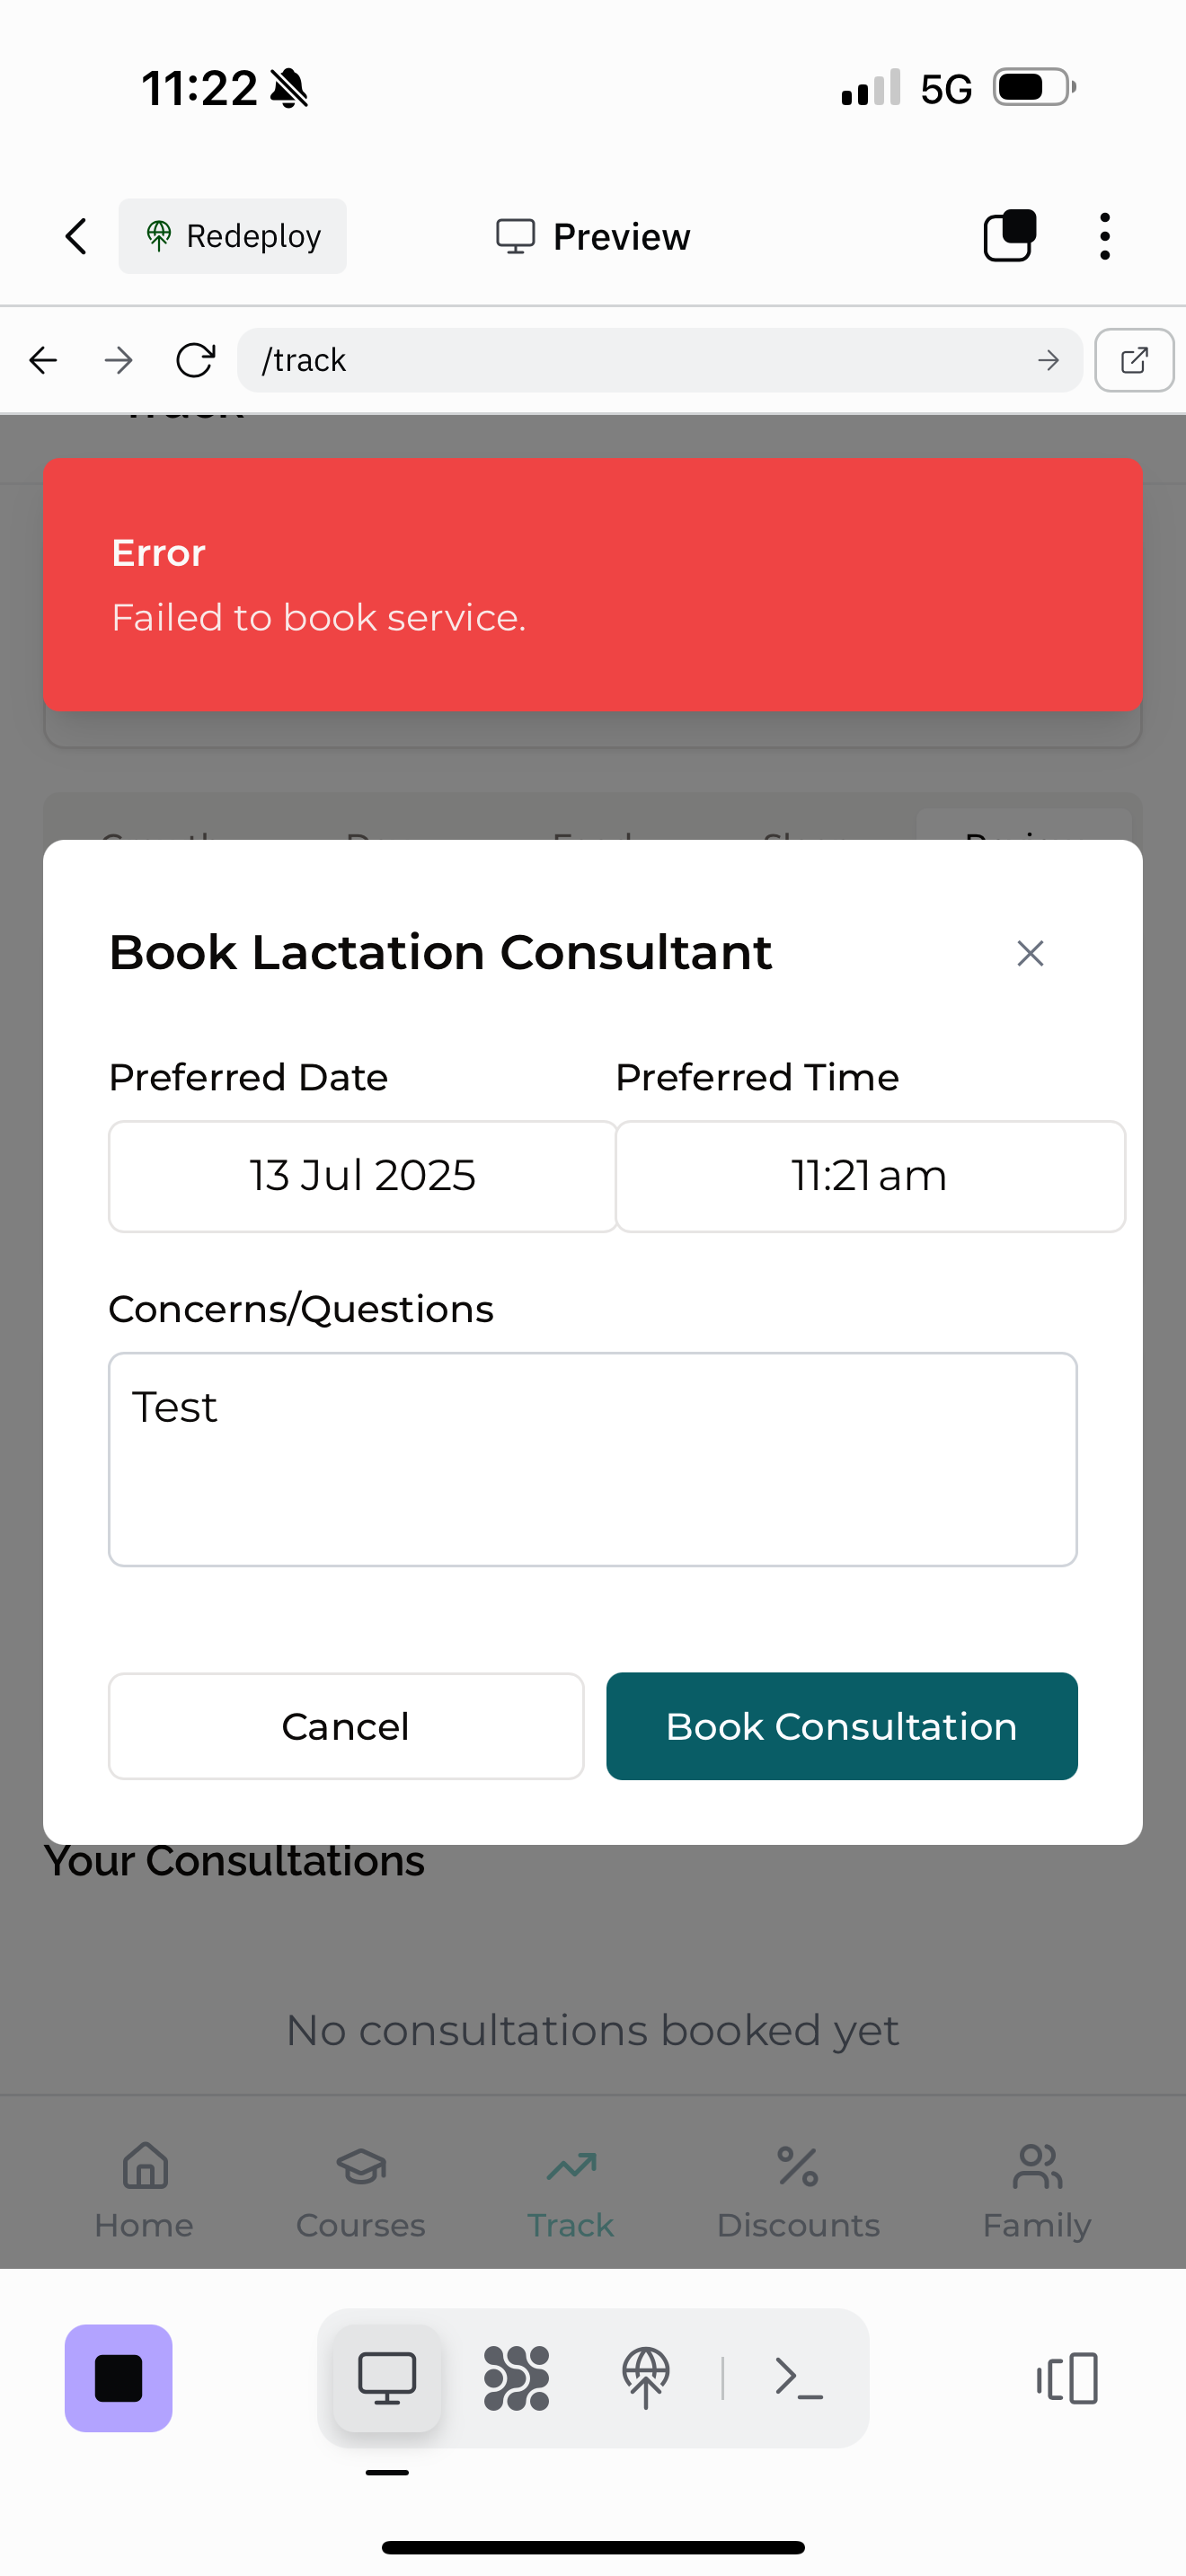 11:22
5G
Redeploy
Preview
/track
Error
Failed to book service.
Book Lactation Consultant
Preferred Date
Preferred Time
13 Jul 2025
11:21 am
Concerns/Questions
Test
Cancel
Book Consultation
Your Consultations
No consultations booked yet
Home
Courses
Track
Discounts
Family